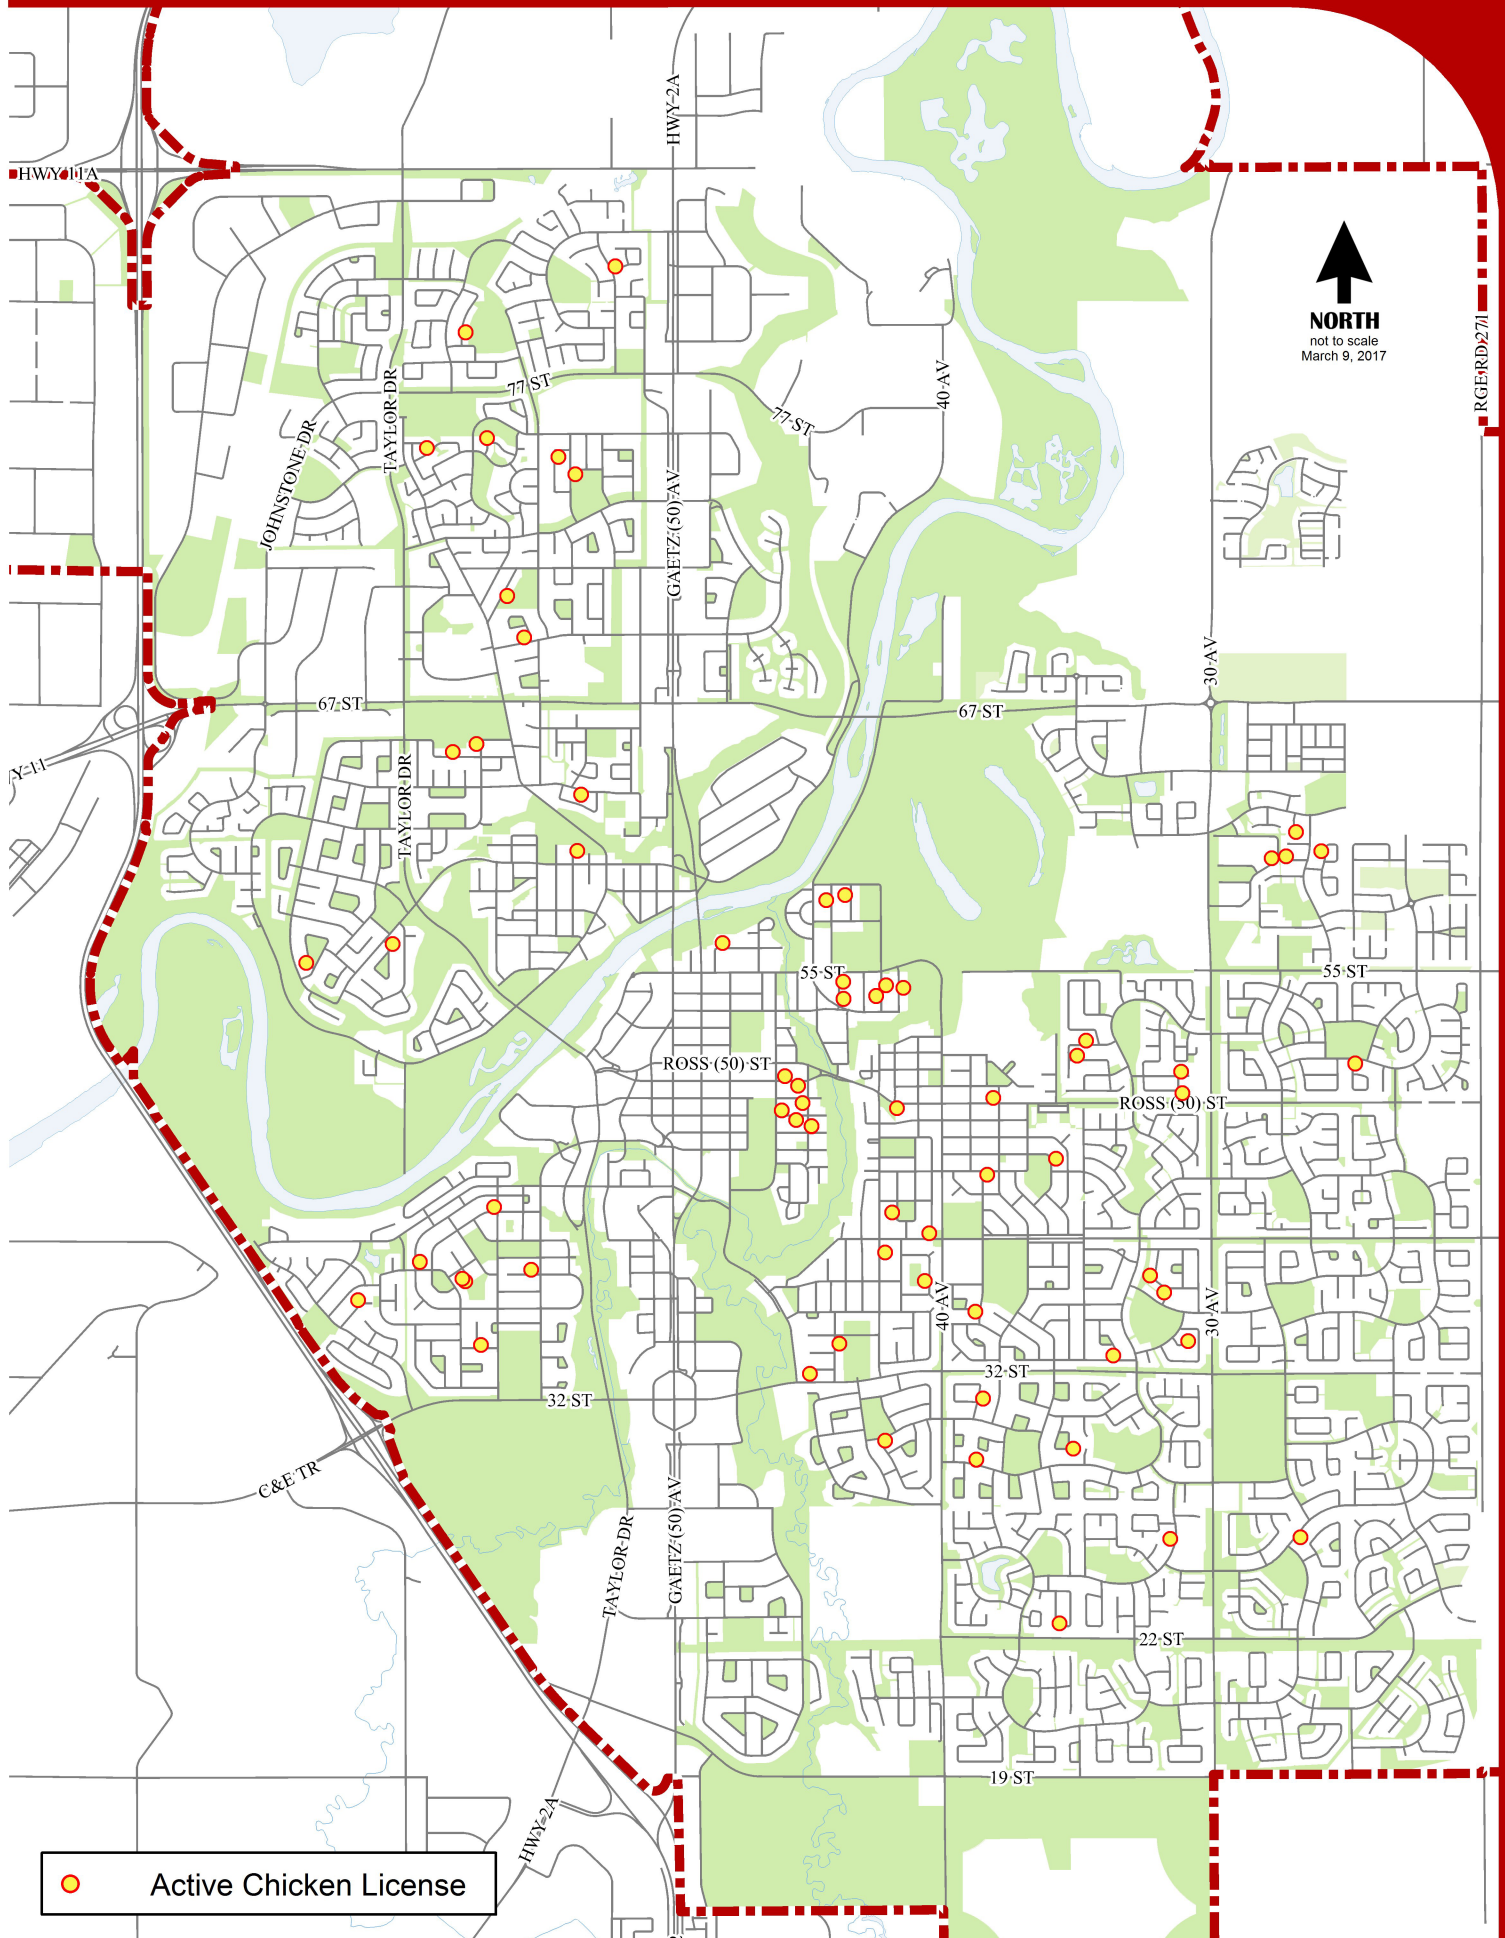 HWY 2A
HWY 11A
NORTH
not to scale
March 9, 2017
RGE RD 271
77 ST
TAYLOR DR
40 AV
77 ST
JOHNSTONE DR
GAETZ (50) AV
30 AV
67 ST
67 ST
Y 11
TAYLOR DR
55 ST
55 ST
ROSS (50) ST
ROSS (50) ST
40 AV
30 AV
32 ST
32 ST
C&E TR
GAETZ (50) AV
TAYLOR DR
22 ST
19 ST
HWY 2A
Active Chicken License